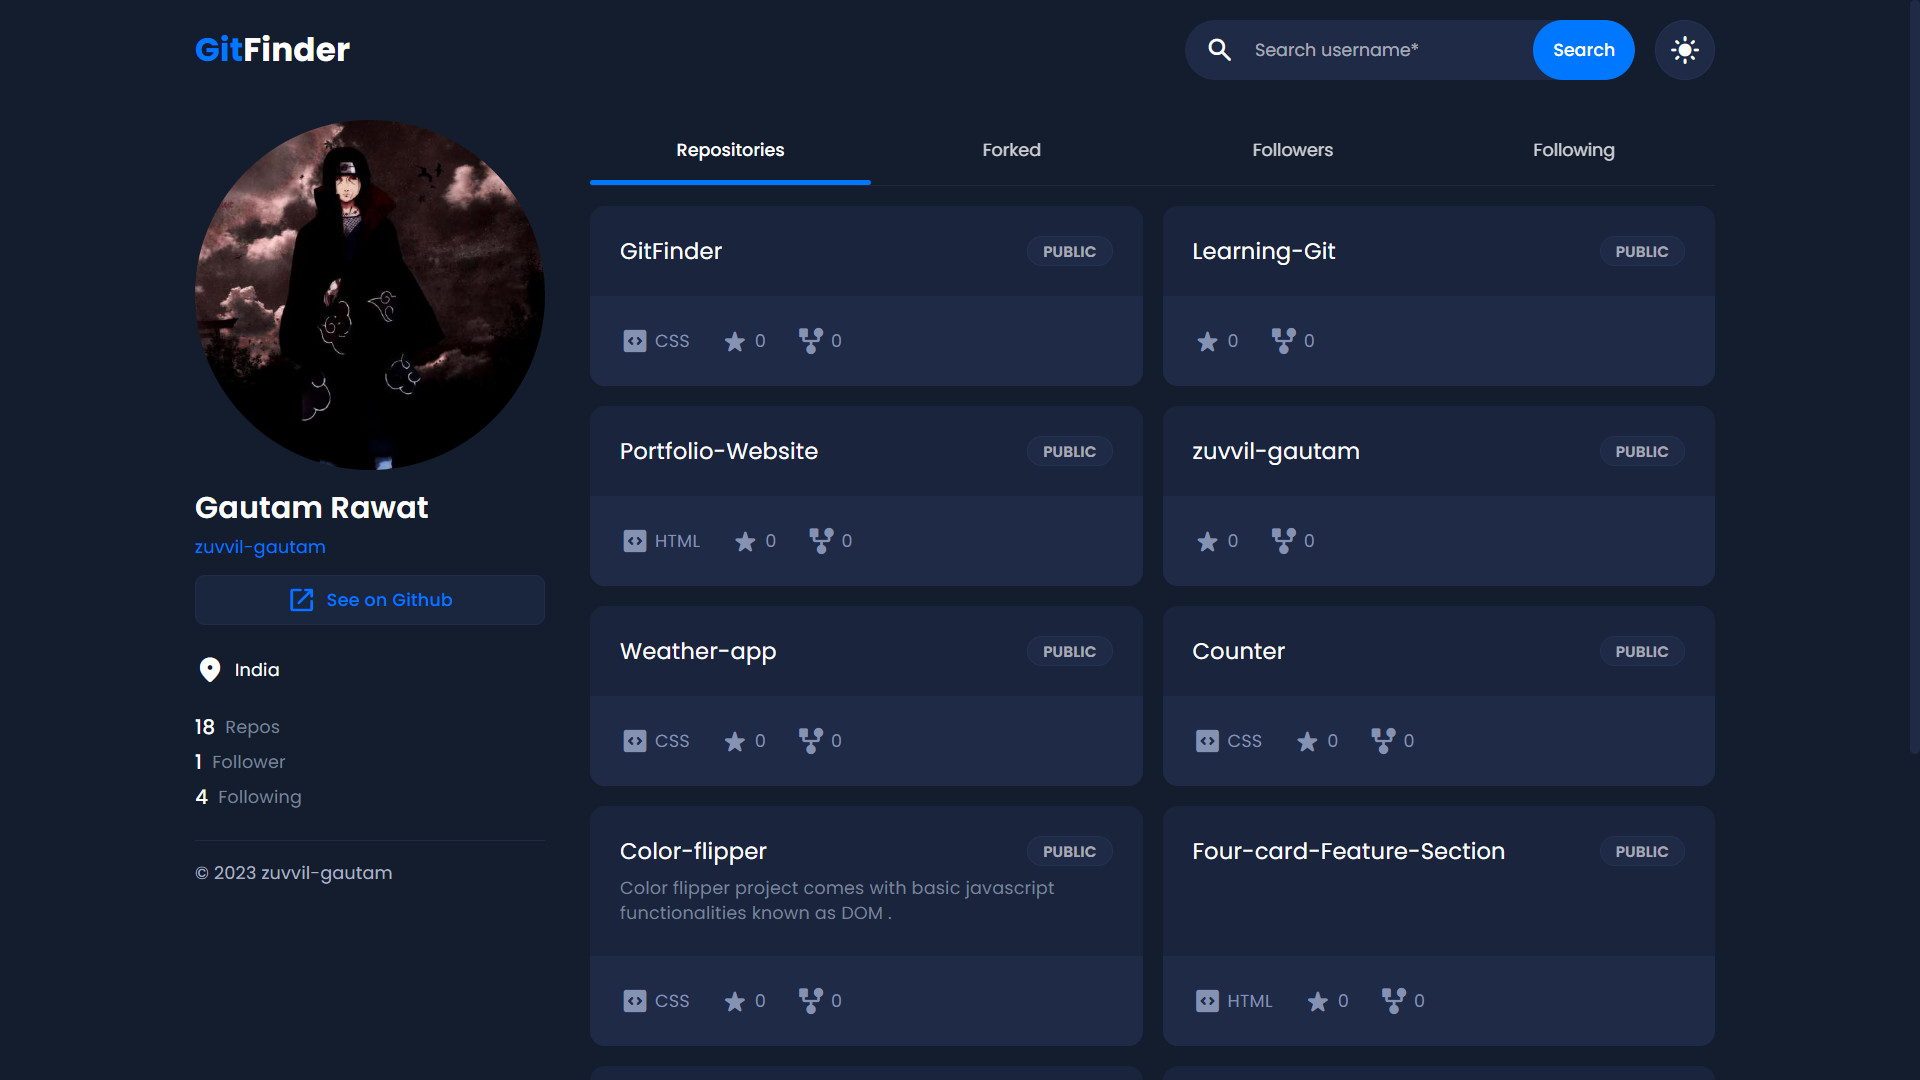 GitFinder
Search username*
Search
Gautam Rawat
zuvvil-gautam
See on Github
India
18 Repos
1 Follower
4 Following
© 2023 zuvvil-gautam
Repositories
Forked
Followers
Following
GitFinder
PUBLIC
CSS 0 0
Learning-Git
PUBLIC
0 0
Portfolio-Website
PUBLIC
HTML 0 0
zuvvil-gautam
PUBLIC
0 0
Weather-app
PUBLIC
CSS 0 0
Counter
PUBLIC
CSS 0 0
Color-flipper
PUBLIC
Color flipper project comes with basic javascript
functionalities known as DOM .
CSS 0 0
Four-card-Feature-Section
PUBLIC
HTML 0 0